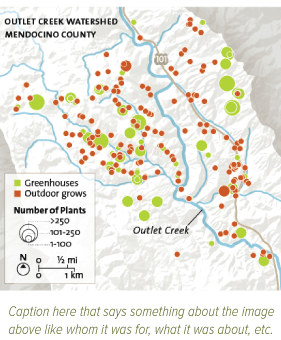 OUTLET CREEK WATERSHED
MENDOCINO COUNTY
101
Greenhouses
Outdoor grows
Number of Plants
>250
101-250
1-100
N
0 ½ mi
0 1 km
Outlet Creek
Caption here that says something about the image
above like whom it was for, what it was about, etc.